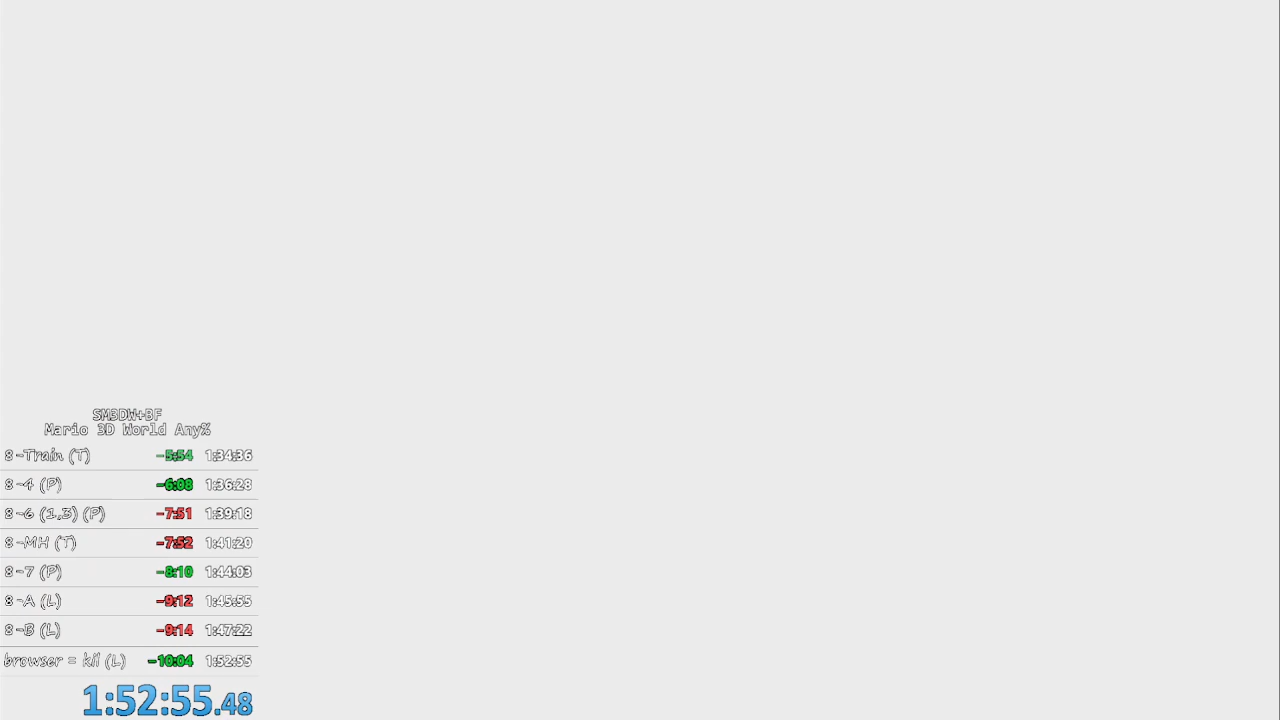 SM3DW+BF
Mario 3D World Any%
8-Train (T) -5:54 1:34:36
8-4 (P) -6:08 1:36:28
8-6 (1,3) (P) -7:51 1:39:18
8-MH (T) -7:52 1:41:20
8-7 (P) -8:10 1:44:03
8-A (L) -9:12 1:45:55
8-B (L) -9:14 1:47:22
browser = kil (L) -10:04 1:52:55
1:52:55.48